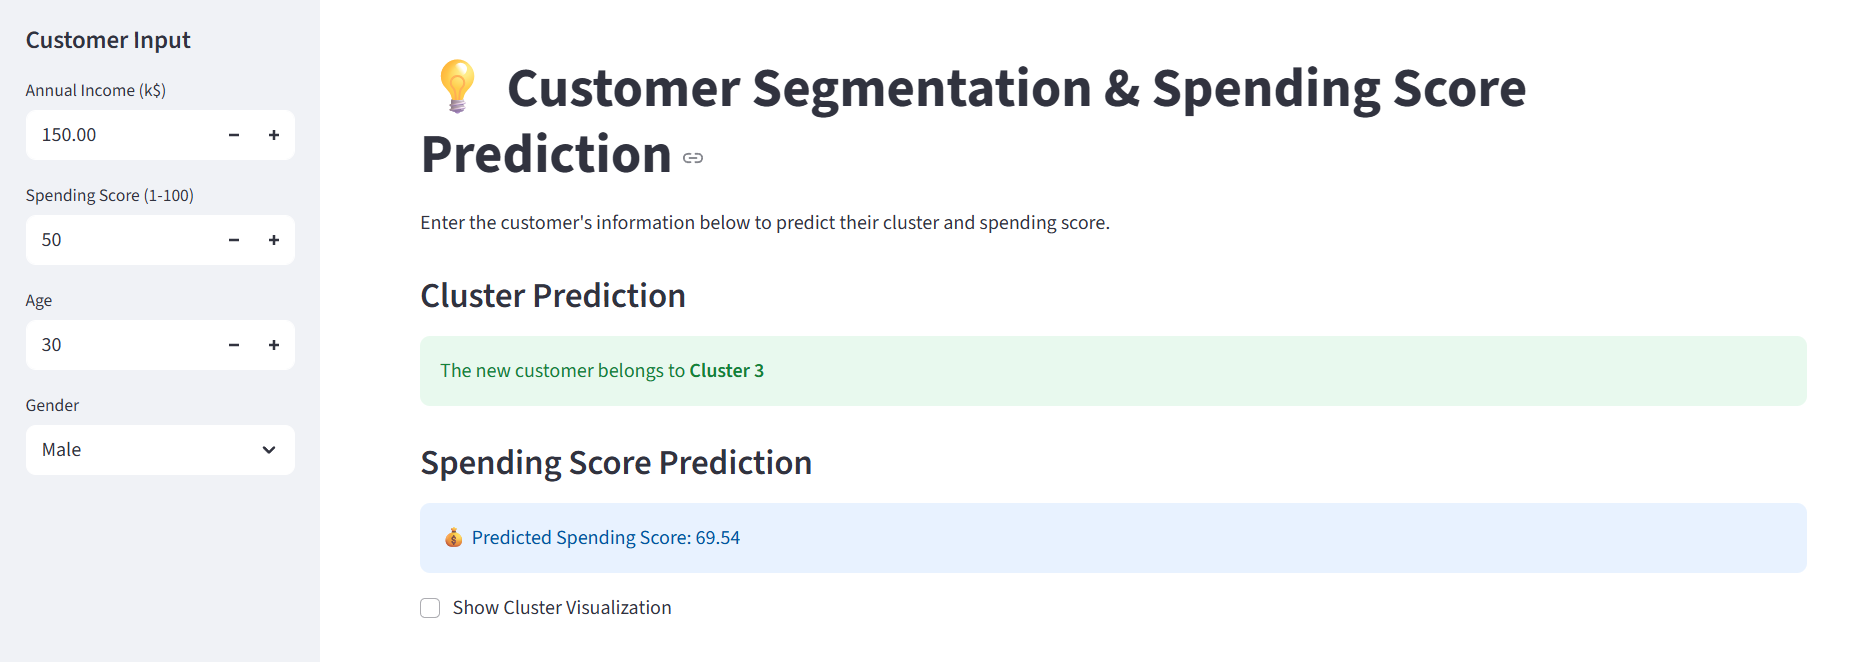 Customer Input
Annual Income (k$)
150.00
Spending Score (1-100)
50
Age
30
Gender
Male
Customer Segmentation & Spending Score
Prediction
Enter the customer's information below to predict their cluster and spending score.
Cluster Prediction
The new customer belongs to Cluster 3
Spending Score Prediction
Predicted Spending Score: 69.54
Show Cluster Visualization